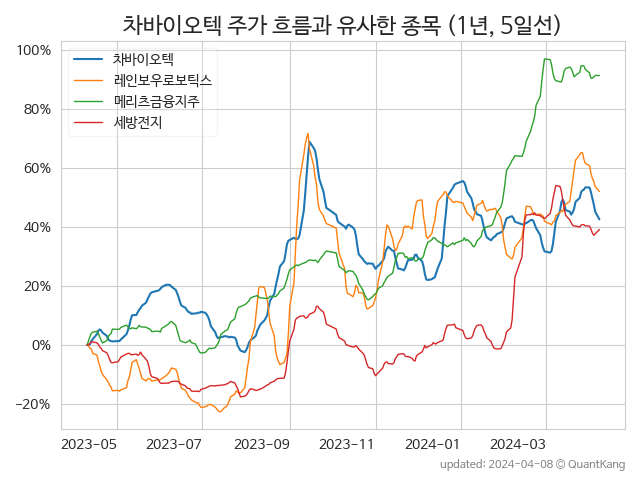 차바이오텍 주가 흐름과 유사한 종목 (1년, 5일선)
차바이오텍
레인보우로보틱스
메리츠금융지주
세방전지
100%
80%
60%
40%
20%
0%
−20%
2023-05 2023-07 2023-09 2023-11 2024-01 2024-03
updated: 2024-04-08 © QuantKang